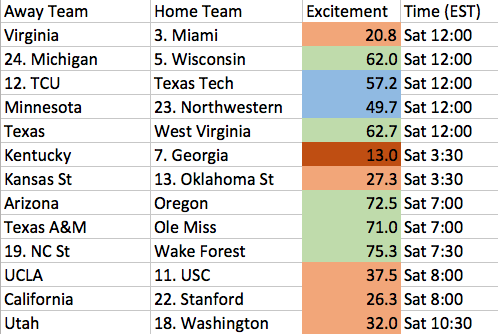 Away Team Home Team Excitement Time (EST)
Virginia 3. Miami 20.8 Sat 12:00
24. Michigan 5. Wisconsin 62.0 Sat 12:00
12. TCU Texas Tech 57.2 Sat 12:00
Minnesota 23. Northwestern 49.7 Sat 12:00
Texas West Virginia 62.7 Sat 12:00
Kentucky 7. Georgia 13.0 Sat 3:30
Kansas St 13. Oklahoma St 27.3 Sat 3:30
Arizona Oregon 72.5 Sat 7:00
Texas A&M Ole Miss 71.0 Sat 7:00
19. NC St Wake Forest 75.3 Sat 7:30
UCLA 11. USC 37.5 Sat 8:00
California 22. Stanford 26.3 Sat 8:00
Utah 18. Washington 32.0 Sat 10:30